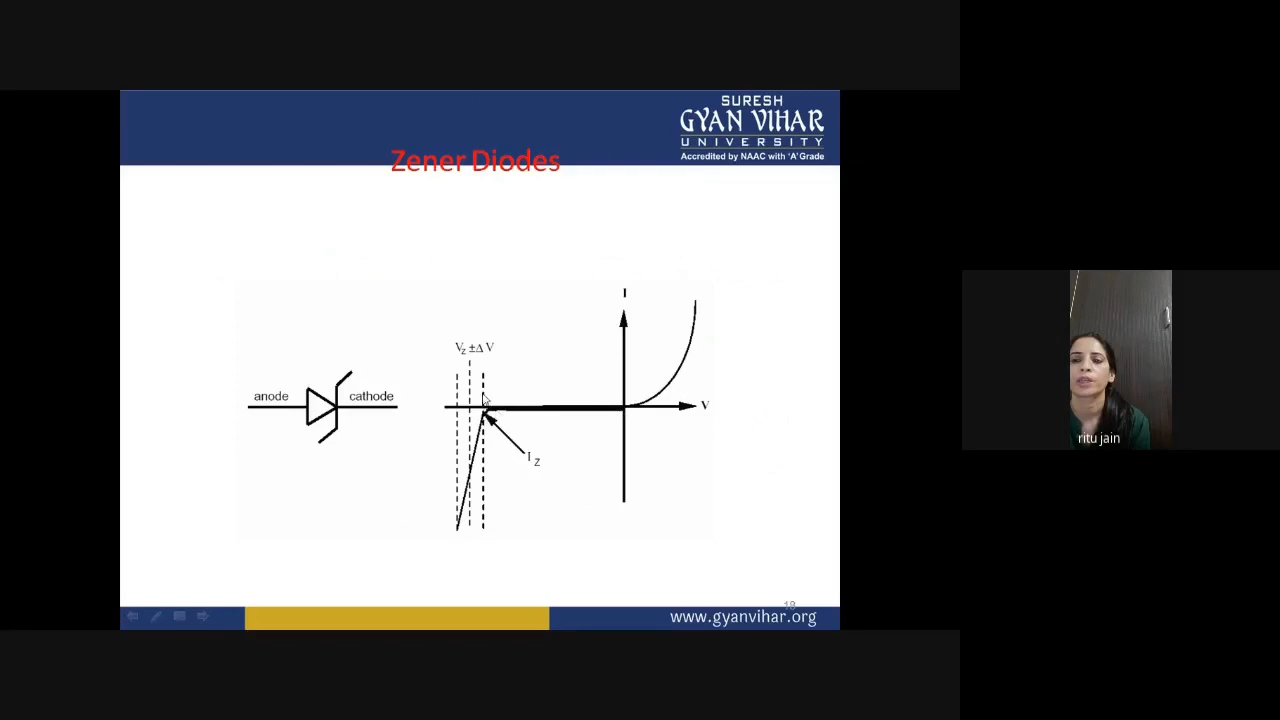 SURESH
GYAN VIHAR
UNIVERSITY
Accredited by NAAC with 'A' Grade
Zener Diodes
I
VZ ±Δ V
anode
cathode
V
IZ
ritu jain
18
www.gyanvihar.org